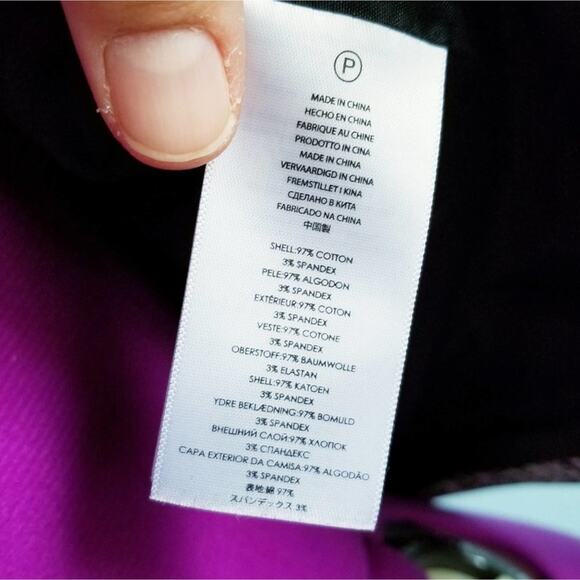 P
MADE IN CHINA
HECHO EN CHINA
FABRIQUE AU CHINE
PRODOTTO IN CINA
MADE IN CHINA
VERVAARDIGD IN CHINA
FREMSTILLET I KINA
СДЕЛАНО В КИТА
FABRICADO NA CHINA
中国製
SHELL:97% COTTON
3% SPANDEX
PELE:97% ALGODON
3% SPANDEX
EXTÉRIEUR:97% COTON
3% SPANDEX
VESTE:97% COTONE
3% SPANDEX
OBERSTOFF:97% BAUMWOLLE
3% ELASTAN
SHELL:97% KATOEN
3% SPANDEX
YDRE BEKLÆDNING:97% BOMULD
3% SPANDEX
ВНЕШНИЙ СЛОЙ:97% ХЛОПОК
3% СПАНДЕКС
CAPA EXTERIOR DA CAMISA:97% ALGODÃO
3% SPANDEX
表地:綿 97%
スパンデックス 3%